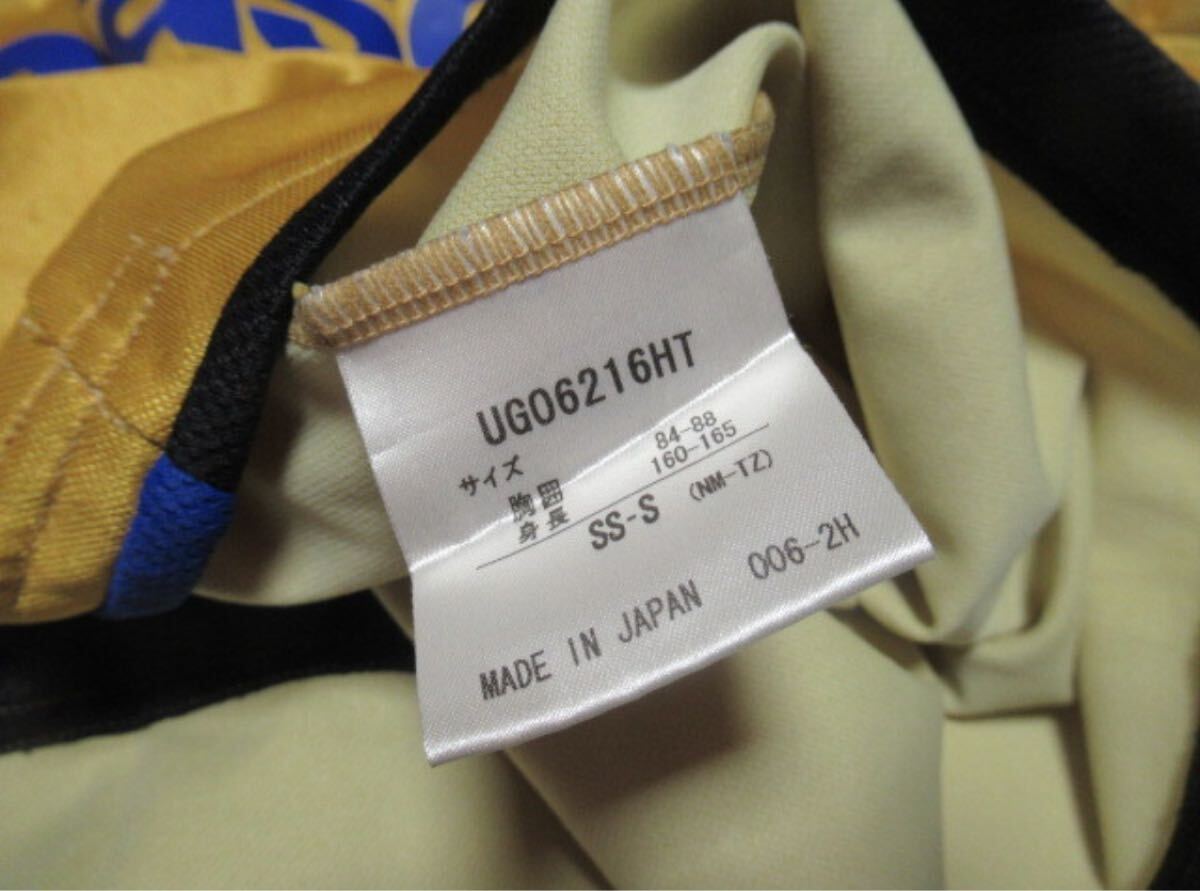 UG06216HT
サイズ
胸囲 84-88
身長 160-165
SS-S (NM-TZ)
MADE IN JAPAN 006-2H